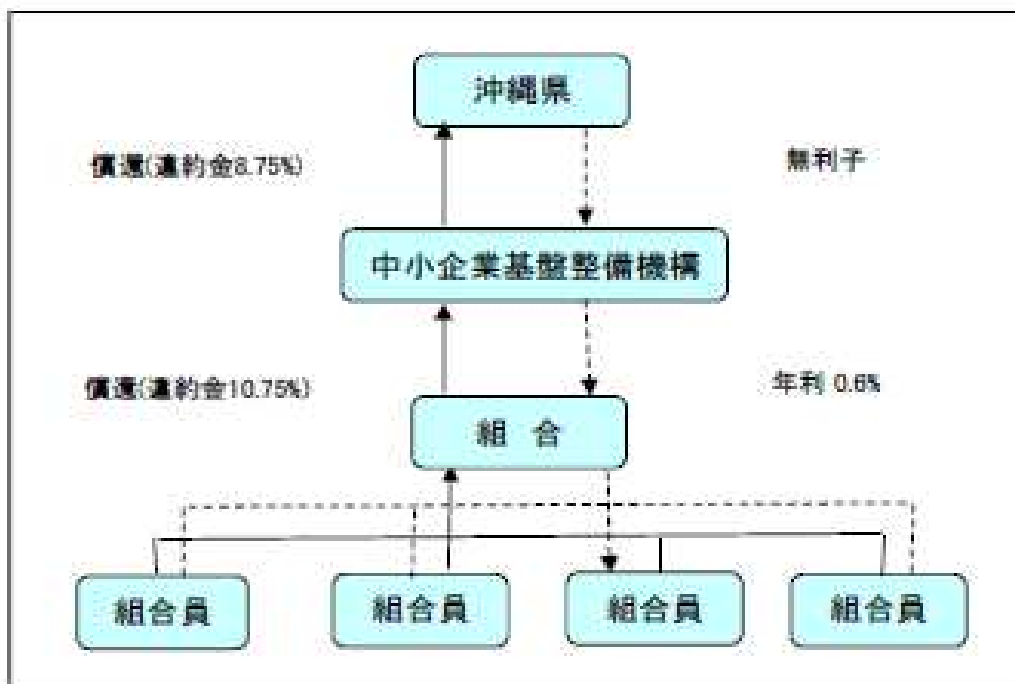 沖縄県
償還(違約金8.75%)
無利子
中小企業基盤整備機構
償還(違約金10.75%)
年利 0.6%
組 合
組合員
組合員
組合員
組合員